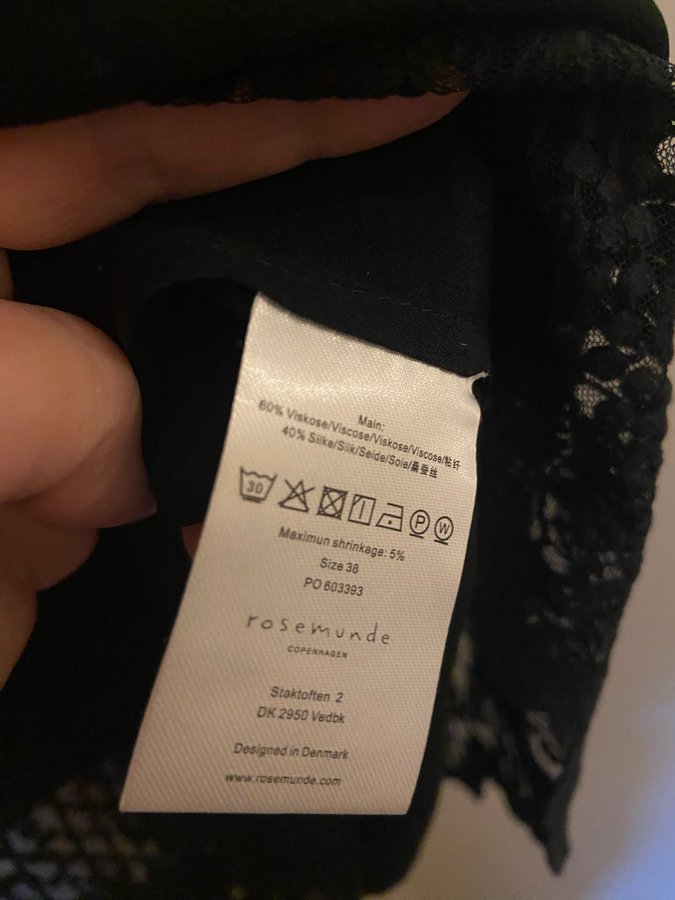 Main:
60% Viskose/Viscose/Viskose/Viscose/粘纤
40% Silke/Silk/Seide/Soie/桑蚕丝
30 P W
Maximun shrinkage: 5%
Size 38
PO 603393
rosemunde
COPENHAGEN
Staktoften 2
DK 2950 Vedbk
Designed in Denmark
www.rosemunde.com